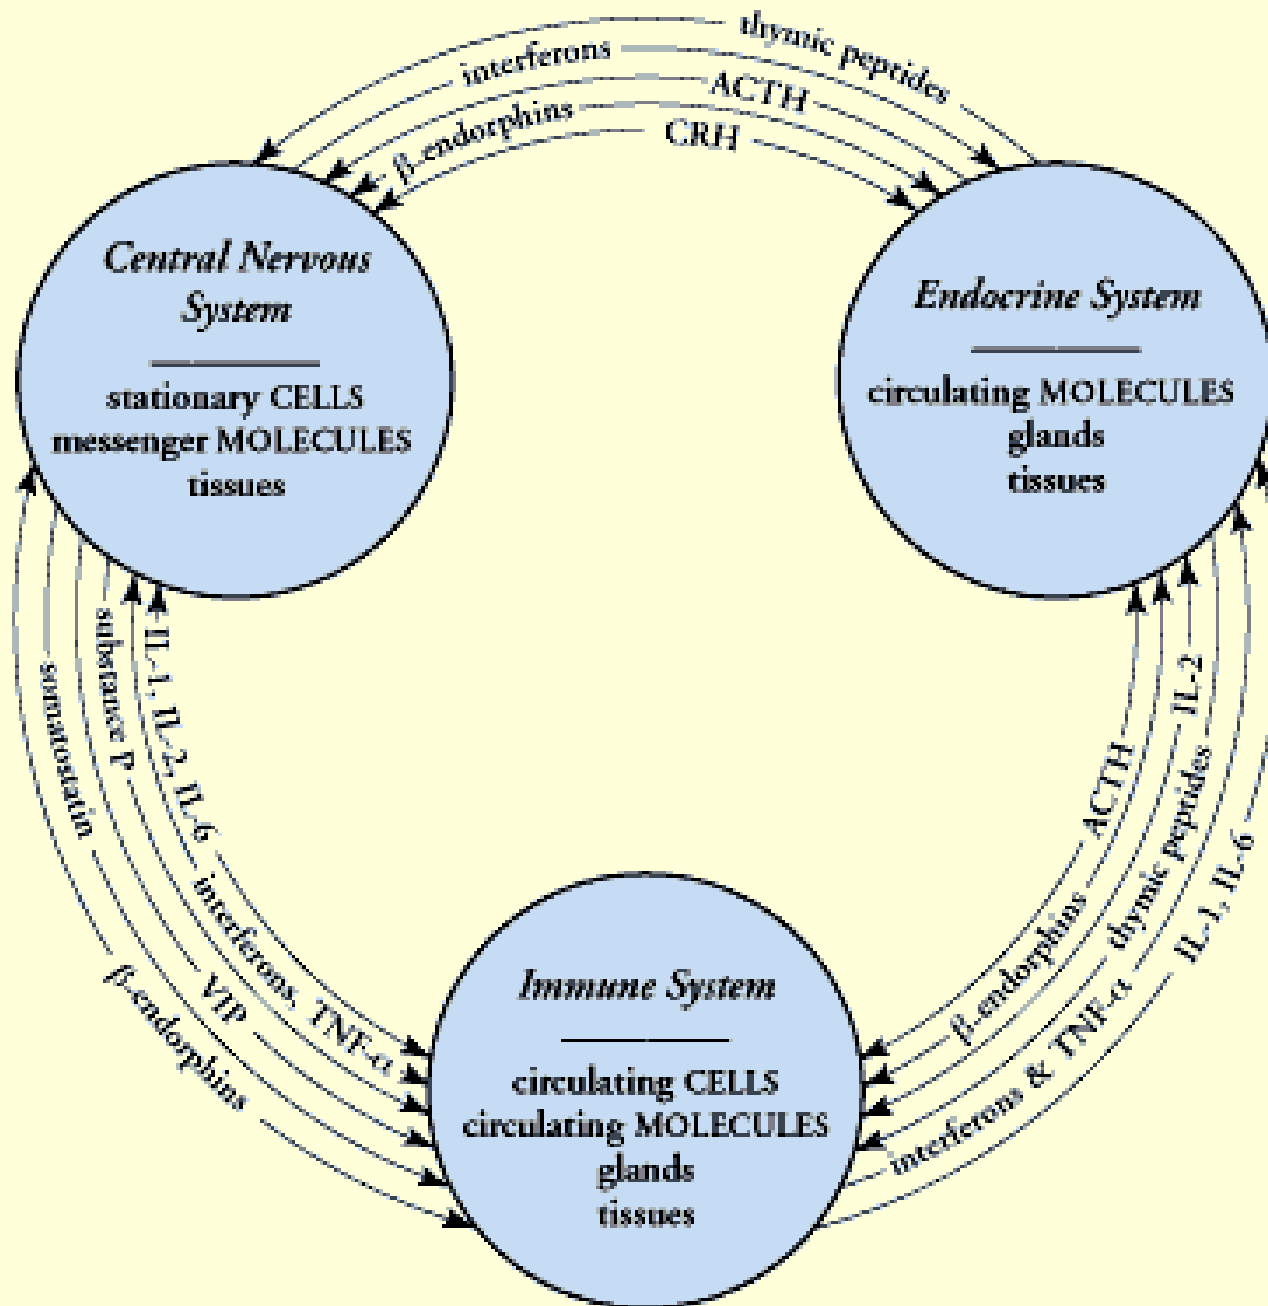 thymic peptides
interferons
ACTH
β-endorphins
CRH
Central Nervous
System
stationary CELLS
messenger MOLECULES
tissues
Endocrine System
circulating MOLECULES
glands
tissues
somatostatin
substance P
IL-1, IL-2, IL-6
interferons, TNF-α
VIP
β-endorphins
ACTH
IL-2
β-endorphins
thymic peptides
IL-1, IL-6
interferons & TNF-α
Immune System
circulating CELLS
circulating MOLECULES
glands
tissues